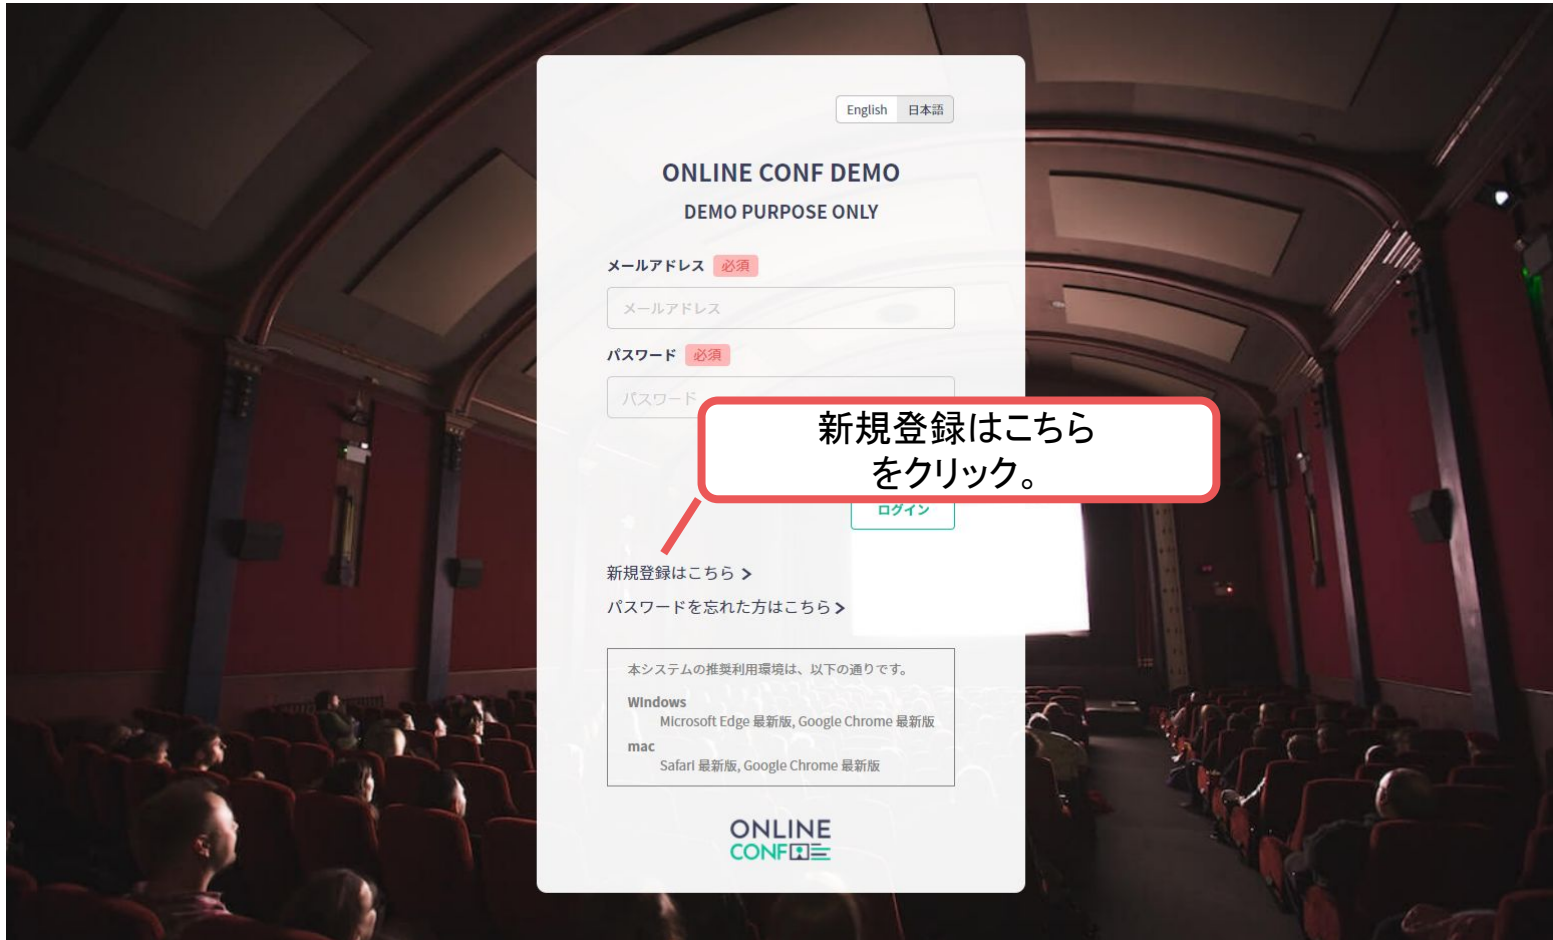 English 日本語
ONLINE CONF DEMO
DEMO PURPOSE ONLY
メールアドレス 必須
メールアドレス
パスワード 必須
パスワード
新規登録はこちら
をクリック。
ログイン
新規登録はこちら >
パスワードを忘れた方はこちら >
本システムの推奨利用環境は、以下の通りです。
Windows
Microsoft Edge 最新版, Google Chrome 最新版
mac
Safari 最新版, Google Chrome 最新版
ONLINE
CONF